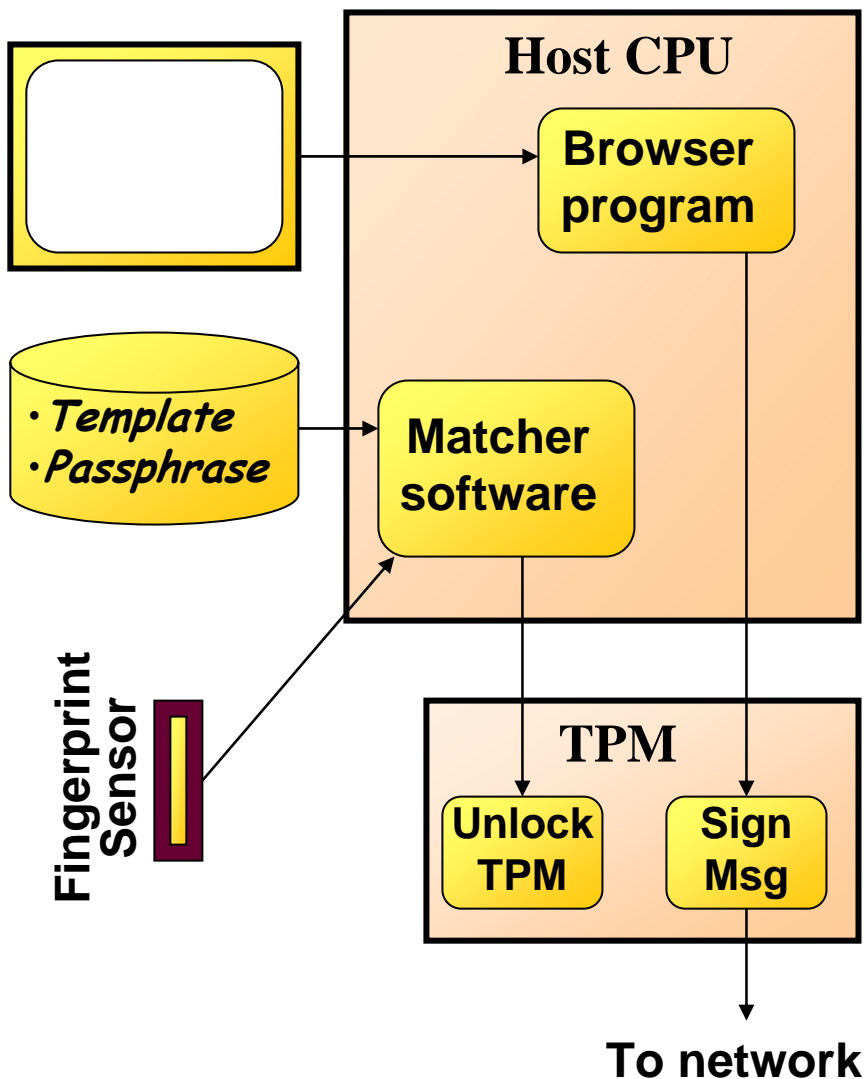 Host CPU
Browser
program
• Template
• Passphrase
Matcher
software
Fingerprint
Sensor
TPM
Unlock
TPM
Sign
Msg
To network